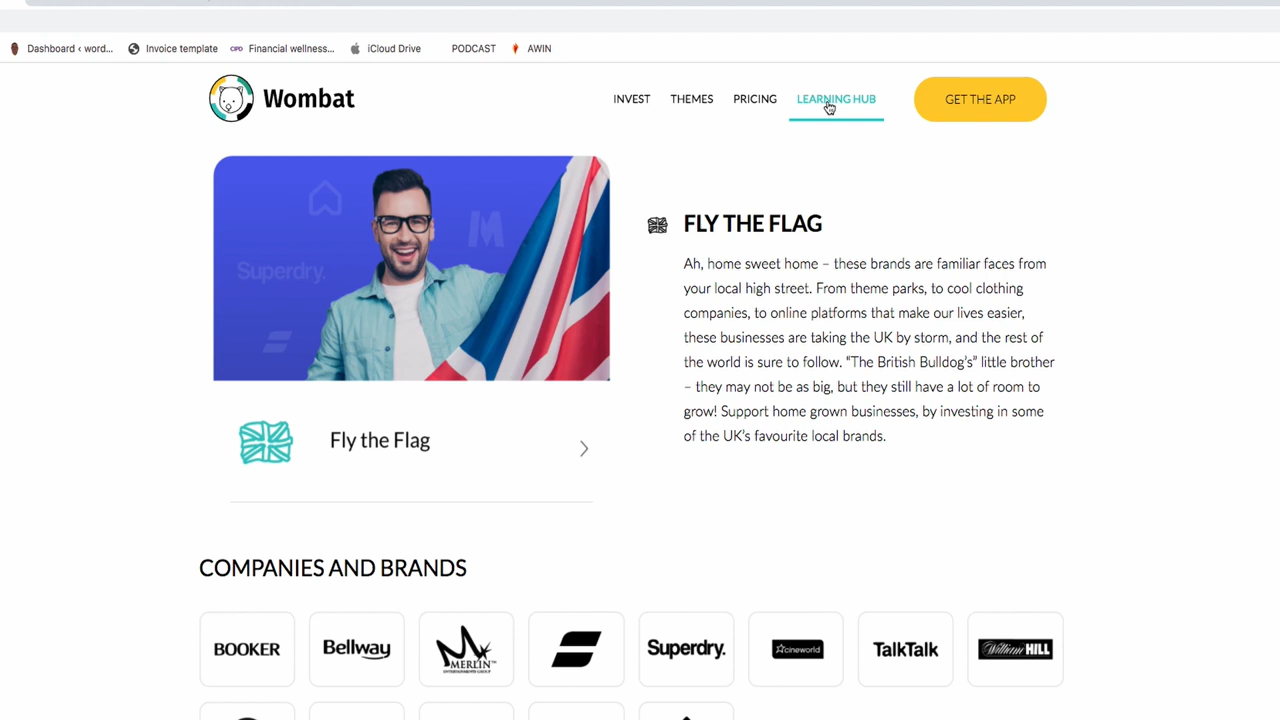 Dashboard ‹ word...
Invoice template
CIPD
Financial wellness...
iCloud Drive
PODCAST
AWIN
Wombat
INVEST
THEMES
PRICING
LEARNING HUB
GET THE APP
Superdry.
M
FLY THE FLAG
Ah, home sweet home – these brands are familiar faces from
your local high street. From theme parks, to cool clothing
companies, to online platforms that make our lives easier,
these businesses are taking the UK by storm, and the rest of
the world is sure to follow. “The British Bulldog’s” little brother
– they may not be as big, but they still have a lot of room to
grow! Support home grown businesses, by investing in some
of the UK’s favourite local brands.
Fly the Flag
COMPANIES AND BRANDS
BOOKER
Bellway
MERLIN
ENTERTAINMENTS GROUP
Superdry.
cineworld
TalkTalk
William HILL